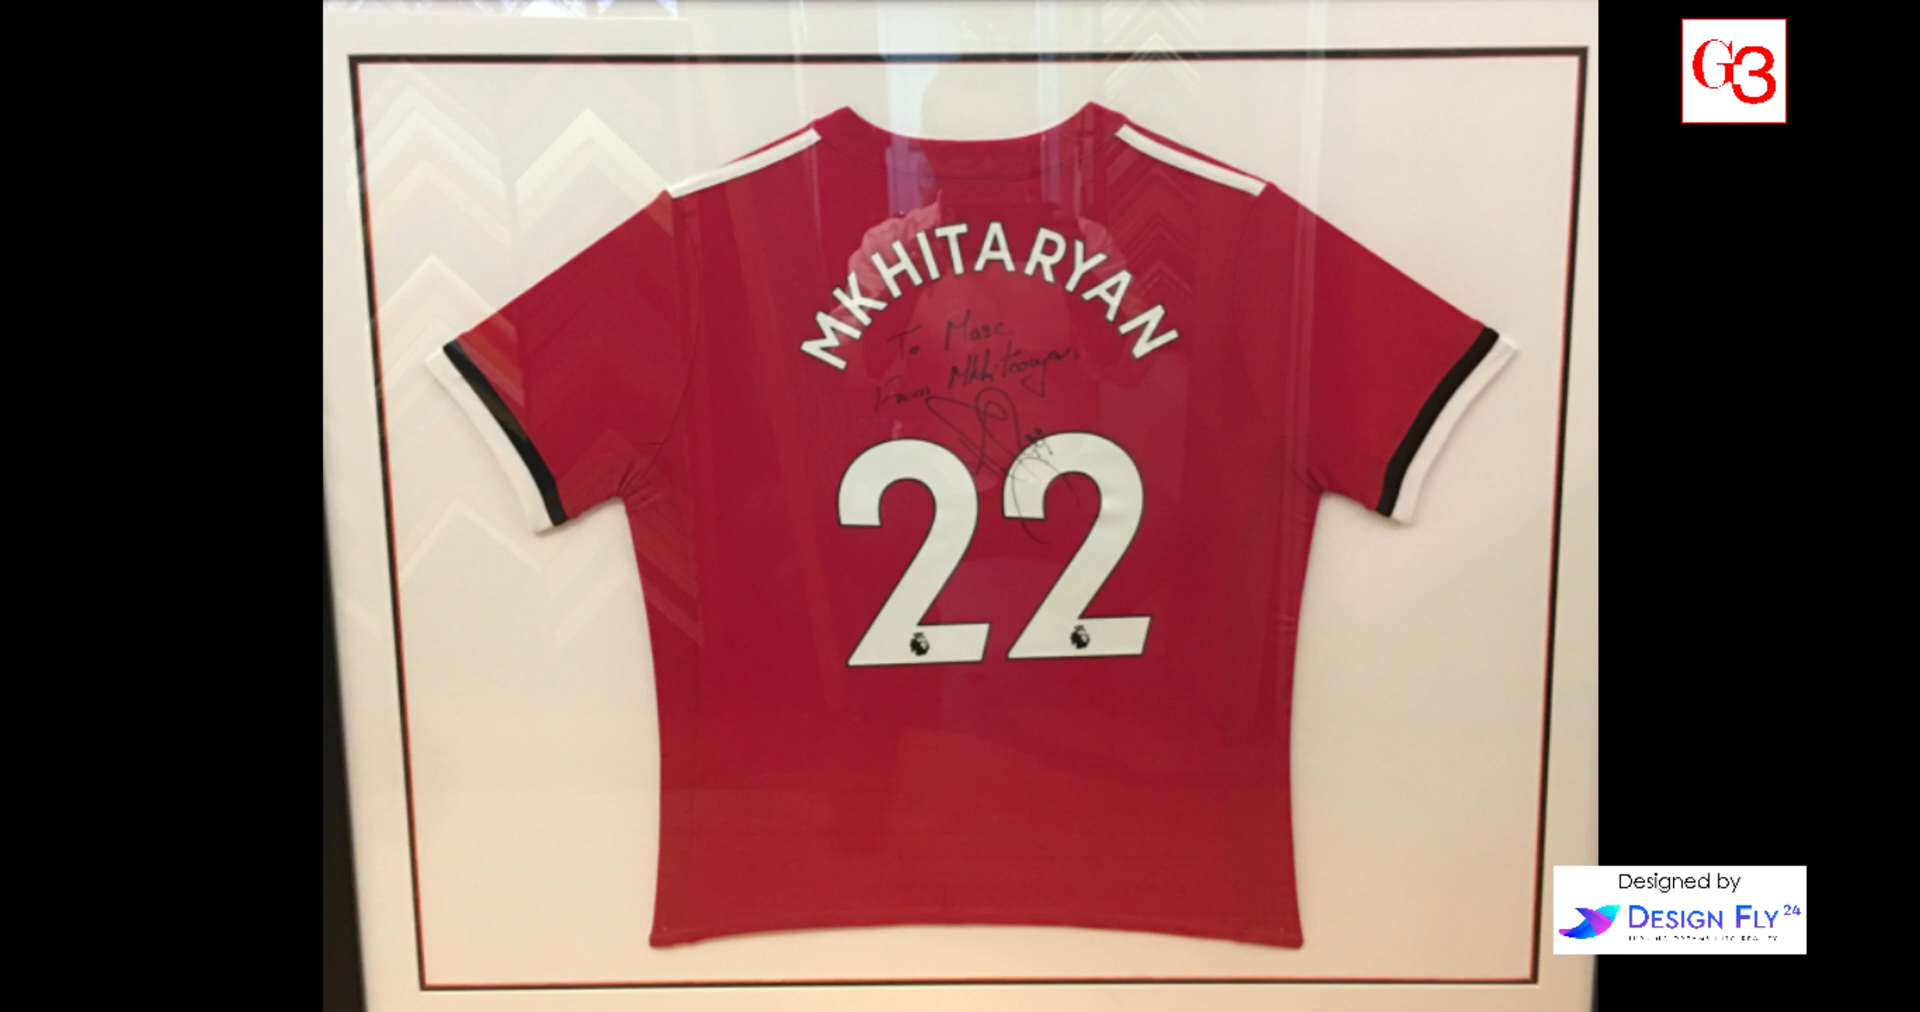 G3
MKHITARYAN
To Marc
From Mkhitaryan
22
Designed by
DESIGN FLY 24